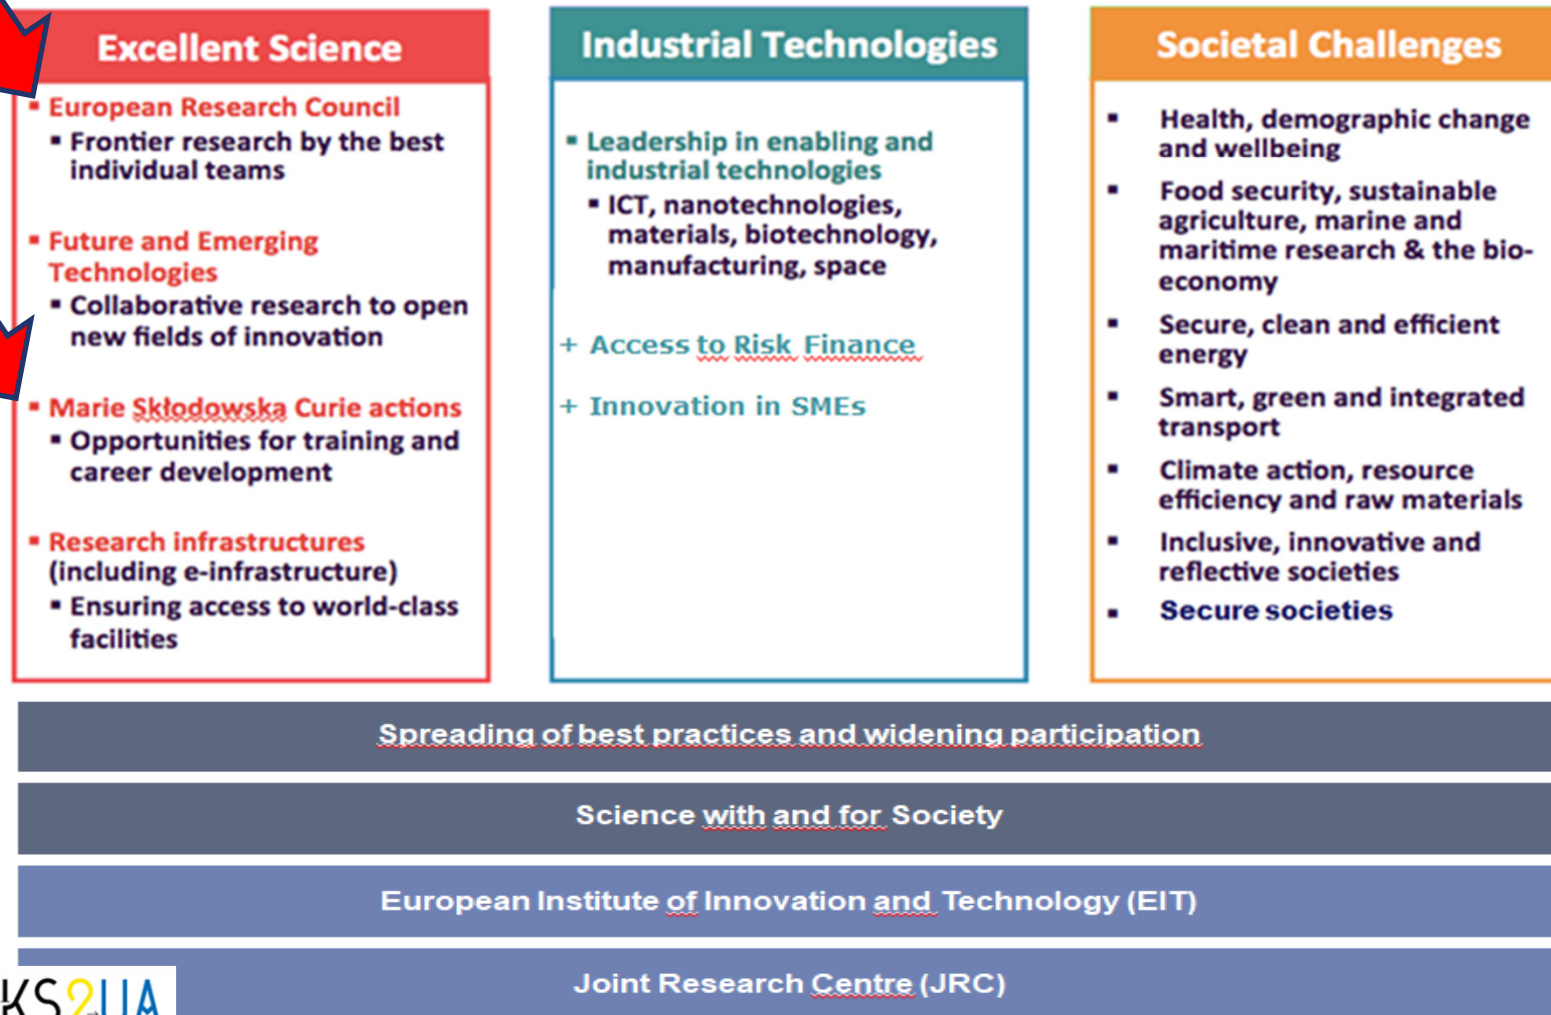 Excellent Science
▪ European Research Council
▪ Frontier research by the best
individual teams
▪ Future and Emerging
Technologies
▪ Collaborative research to open
new fields of innovation
▪ Marie Skłodowska Curie actions
▪ Opportunities for training and
career development
▪ Research infrastructures
(including e-infrastructure)
▪ Ensuring access to world-class
facilities
Industrial Technologies
▪ Leadership in enabling and
industrial technologies
▪ ICT, nanotechnologies,
materials, biotechnology,
manufacturing, space
+ Access to Risk Finance
+ Innovation in SMEs
Societal Challenges
▪ Health, demographic change
and wellbeing
▪ Food security, sustainable
agriculture, marine and
maritime research & the bio-
economy
▪ Secure, clean and efficient
energy
▪ Smart, green and integrated
transport
▪ Climate action, resource
efficiency and raw materials
▪ Inclusive, innovative and
reflective societies
▪ Secure societies
Spreading of best practices and widening participation
Science with and for Society
European Institute of Innovation and Technology (EIT)
Joint Research Centre (JRC)
KS2UA